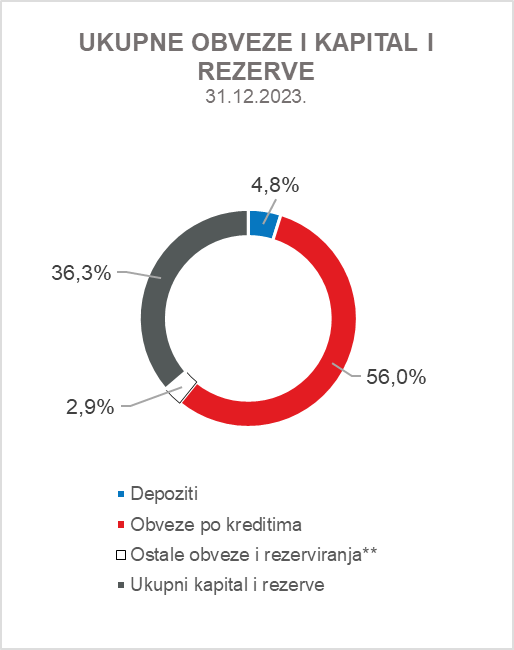 UKUPNE OBVEZE I KAPITAL I
REZERVE
31.12.2023.
4,8%
36,3%
56,0%
2,9%
Depoziti
Obveze po kreditima
Ostale obveze i rezerviranja**
Ukupni kapital i rezerve